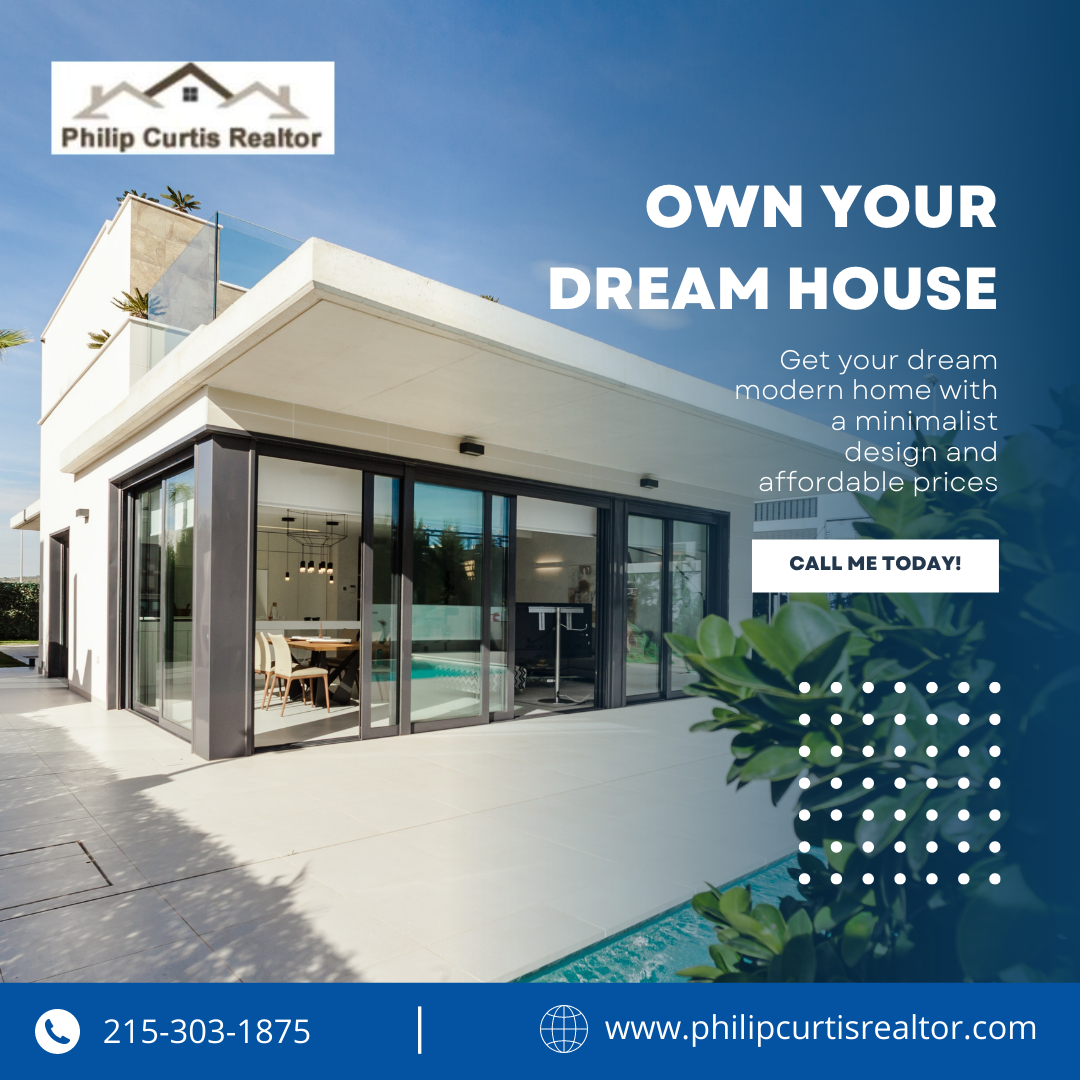 Philip Curtis Realtor
OWN YOUR
DREAM HOUSE
Get your dream
modern home with
a minimalist
design and
affordable prices
CALL ME TODAY!
215-303-1875
www.philipcurtisrealtor.com